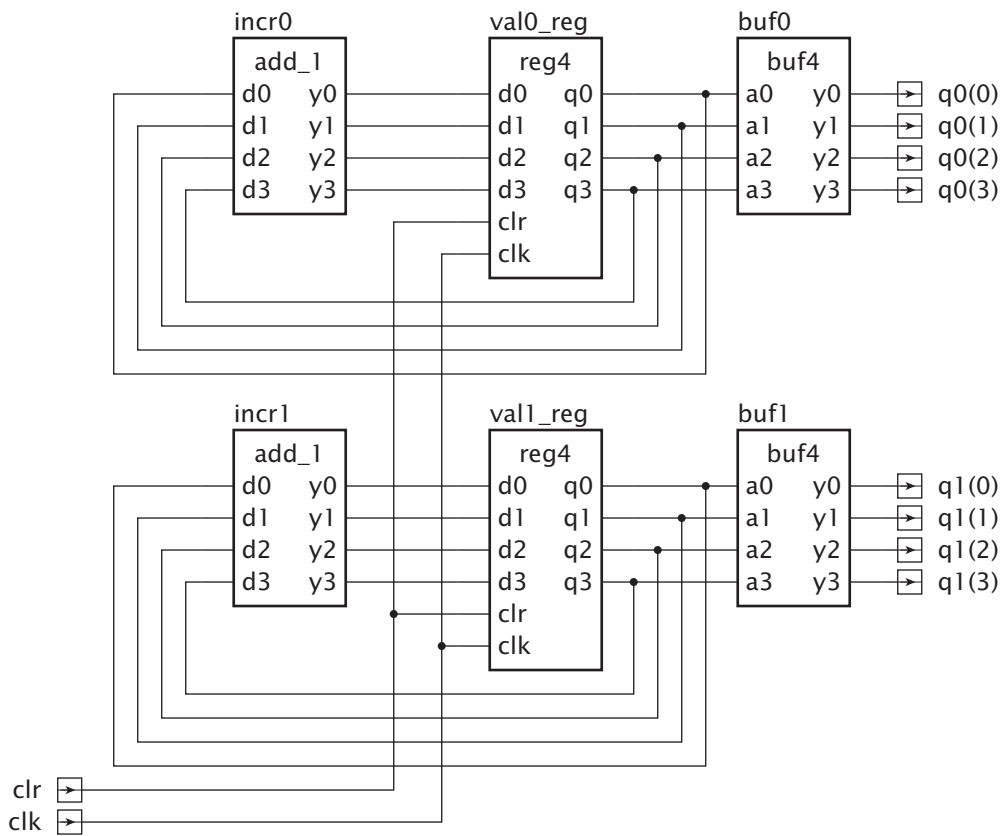 incr0 val0_reg buf0
add_1 reg4 buf4
d0 y0 d0 q0 a0 y0 q0(0)
d1 y1 d1 q1 a1 y1 q0(1)
d2 y2 d2 q2 a2 y2 q0(2)
d3 y3 d3 q3 a3 y3 q0(3)
clr
clk
incr1 val1_reg buf1
add_1 reg4 buf4
d0 y0 d0 q0 a0 y0 q1(0)
d1 y1 d1 q1 a1 y1 q1(1)
d2 y2 d2 q2 a2 y2 q1(2)
d3 y3 d3 q3 a3 y3 q1(3)
clr
clk
clr
clk